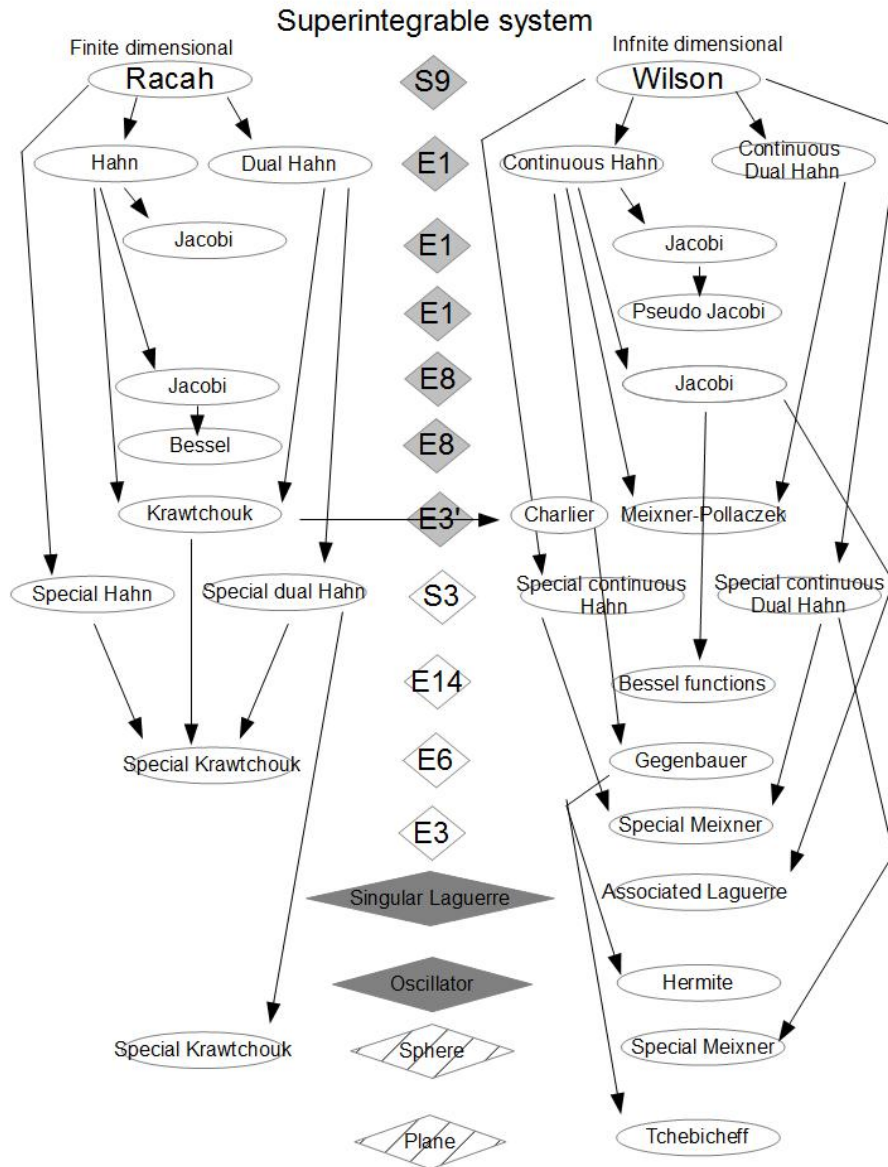 Superintegrable system
Finite dimensional
Infnite dimensional
Racah
S9
Wilson
Hahn
Dual Hahn
E1
Continuous Hahn
Continuous
Dual Hahn
Jacobi
E1
Jacobi
E1
Pseudo Jacobi
Jacobi
E8
Jacobi
Bessel
E8
Krawtchouk
E3'
Charlier
Meixner-Pollaczek
Special Hahn
Special dual Hahn
S3
Special continuous
Hahn
Special continuous
Dual Hahn
E14
Bessel functions
Special Krawtchouk
E6
Gegenbauer
E3
Special Meixner
Singular Laguerre
Associated Laguerre
Oscillator
Hermite
Special Krawtchouk
Sphere
Special Meixner
Plane
Tchebicheff